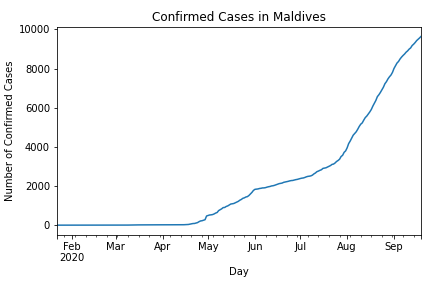 Confirmed Cases in Maldives
Number of Confirmed Cases
10000
8000
6000
4000
2000
0
Feb Mar Apr May Jun Jul Aug Sep
2020
Day